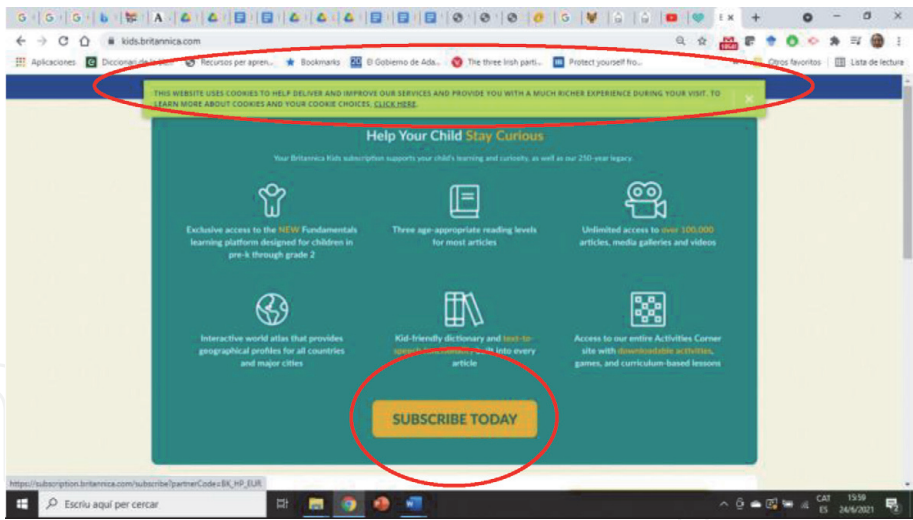 kids.britannica.com
Aplicaciones
Recursos per apren...
Bookmarks
El Gobierno de Ada...
The three Irish parti...
Protect yourself fro...
Otros favoritos
Lista de lectura
THIS WEBSITE USES COOKIES TO HELP DELIVER AND IMPROVE OUR SERVICES AND PROVIDE YOU WITH A MUCH RICHER EXPERIENCE DURING YOUR VISIT. TO
LEARN MORE ABOUT COOKIES AND YOUR COOKIE CHOICES, CLICK HERE.
Help Your Child Stay Curious
Your Britannica Kids subscription supports your child's learning and curiosity, as well as our 250-year legacy.
Exclusive access to the NEW Fundamentals
learning platform designed for children in
pre-k through grade 2
Three age-appropriate reading levels
for most articles
Unlimited access to over 100,000
articles, media galleries and videos
Interactive world atlas that provides
geographical profiles for all countries
and major cities
Kid-friendly dictionary and text-to-
speech built into every
article
Access to our entire Activities Corner
site with downloadable activities,
games, and curriculum-based lessons
SUBSCRIBE TODAY
https://subscription.britannica.com/subscribe?partnerCode=BK_HP_EUR
Escriu aquí per cercar
CAT
ES
15:59
24/6/2021